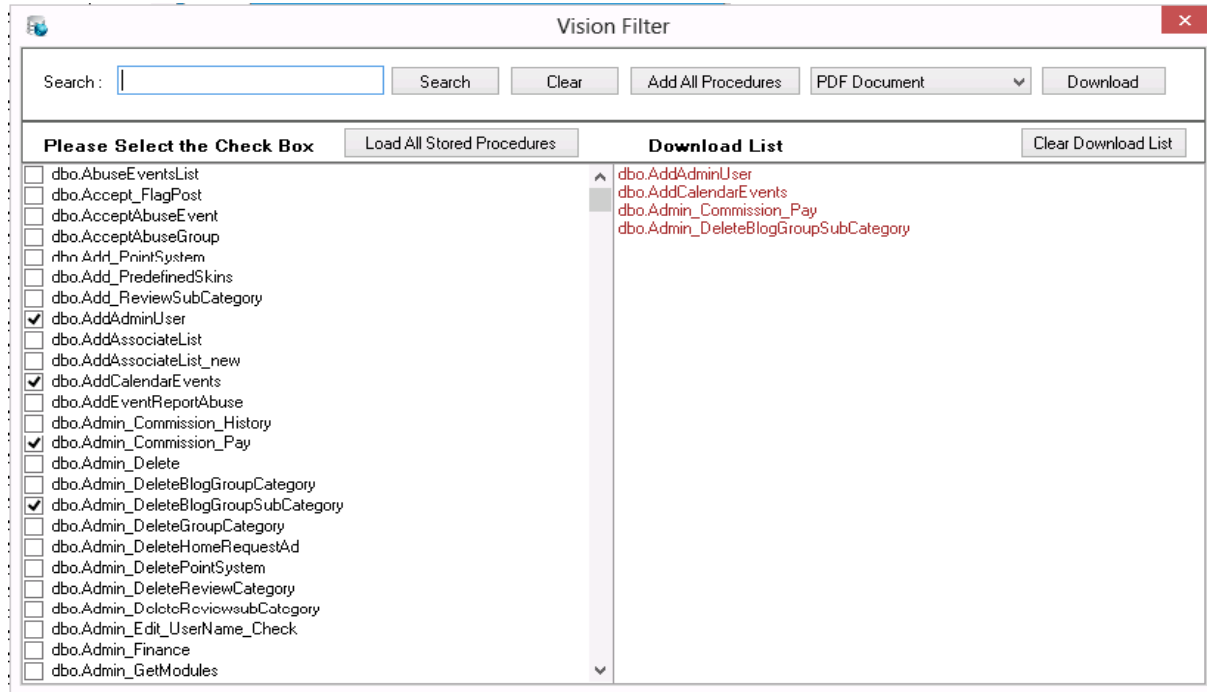 Vision Filter
Search :
Search
Clear
Add All Procedures
PDF Document
Download
Please Select the Check Box
Load All Stored Procedures
Download List
Clear Download List
dbo.AbuseEventsList
dbo.Accept_FlagPost
dbo.AcceptAbuseEvent
dbo.AcceptAbuseGroup
dbo.Add_PointSystem
dbo.Add_PredefinedSkins
dbo.Add_ReviewSubCategory
dbo.AddAdminUser
dbo.AddAssociateList
dbo.AddAssociateList_new
dbo.AddCalendarEvents
dbo.AddEventReportAbuse
dbo.Admin_Commission_History
dbo.Admin_Commission_Pay
dbo.Admin_Delete
dbo.Admin_DeleteBlogGroupCategory
dbo.Admin_DeleteBlogGroupSubCategory
dbo.Admin_DeleteGroupCategory
dbo.Admin_DeleteHomeRequestAd
dbo.Admin_DeletePointSystem
dbo.Admin_DeleteReviewCategory
dbo.Admin_DeleteReviewsubCategory
dbo.Admin_Edit_UserName_Check
dbo.Admin_Finance
dbo.Admin_GetModules
dbo.AddAdminUser
dbo.AddCalendarEvents
dbo.Admin_Commission_Pay
dbo.Admin_DeleteBlogGroupSubCategory